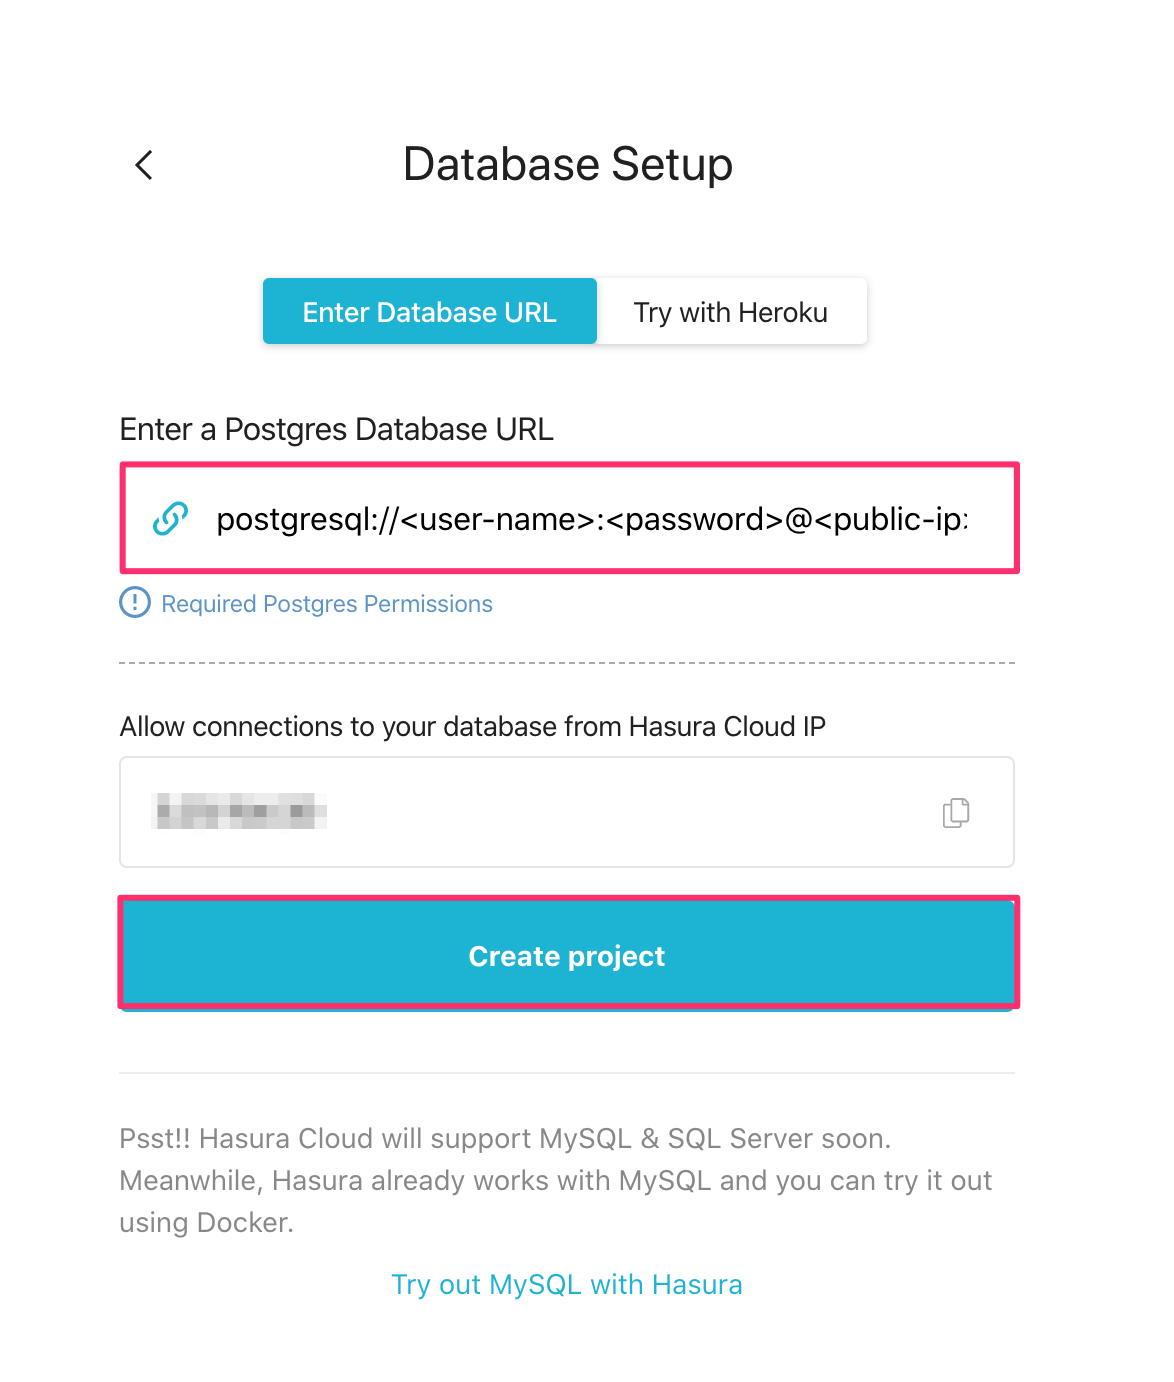 Database Setup
Enter Database URL
Try with Heroku
Enter a Postgres Database URL
postgresql://<user-name>:<password>@<public-ip>
Required Postgres Permissions
Allow connections to your database from Hasura Cloud IP
Create project
Psst!! Hasura Cloud will support MySQL & SQL Server soon.
Meanwhile, Hasura already works with MySQL and you can try it out
using Docker.
Try out MySQL with Hasura